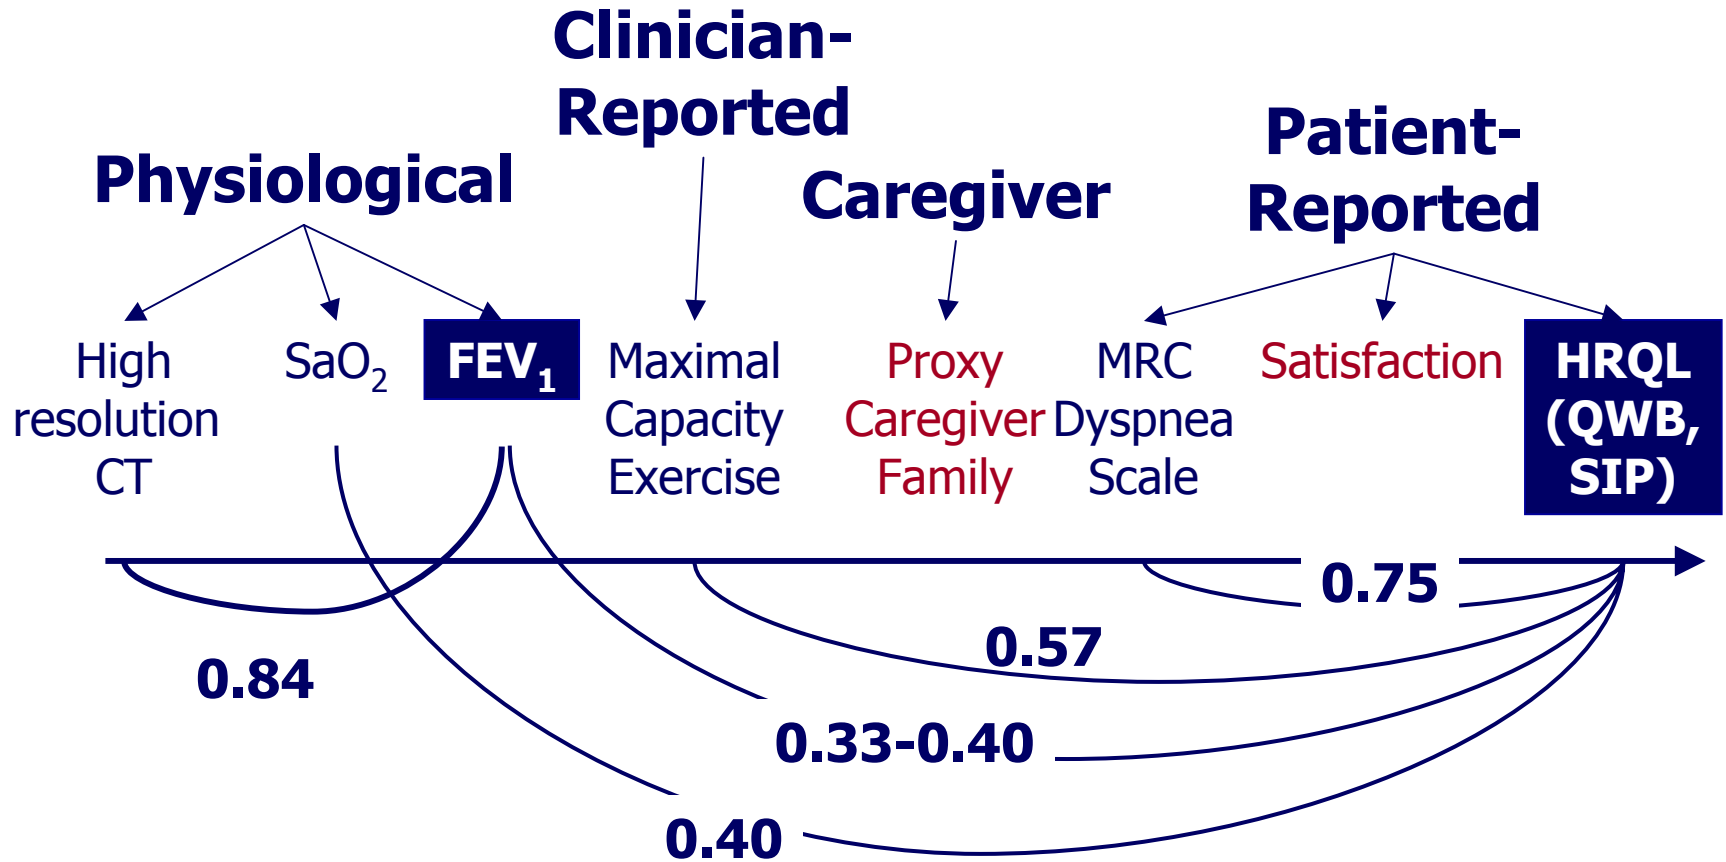 Clinician-
Reported
Physiological
Caregiver
Patient-
Reported
High
resolution
CT
SaO₂
FEV₁
Maximal
Capacity
Exercise
Proxy
Caregiver
Family
MRC
Dyspnea
Scale
Satisfaction
HRQL
(QWB,
SIP)
0.75
0.57
0.84
0.33-0.40
0.40